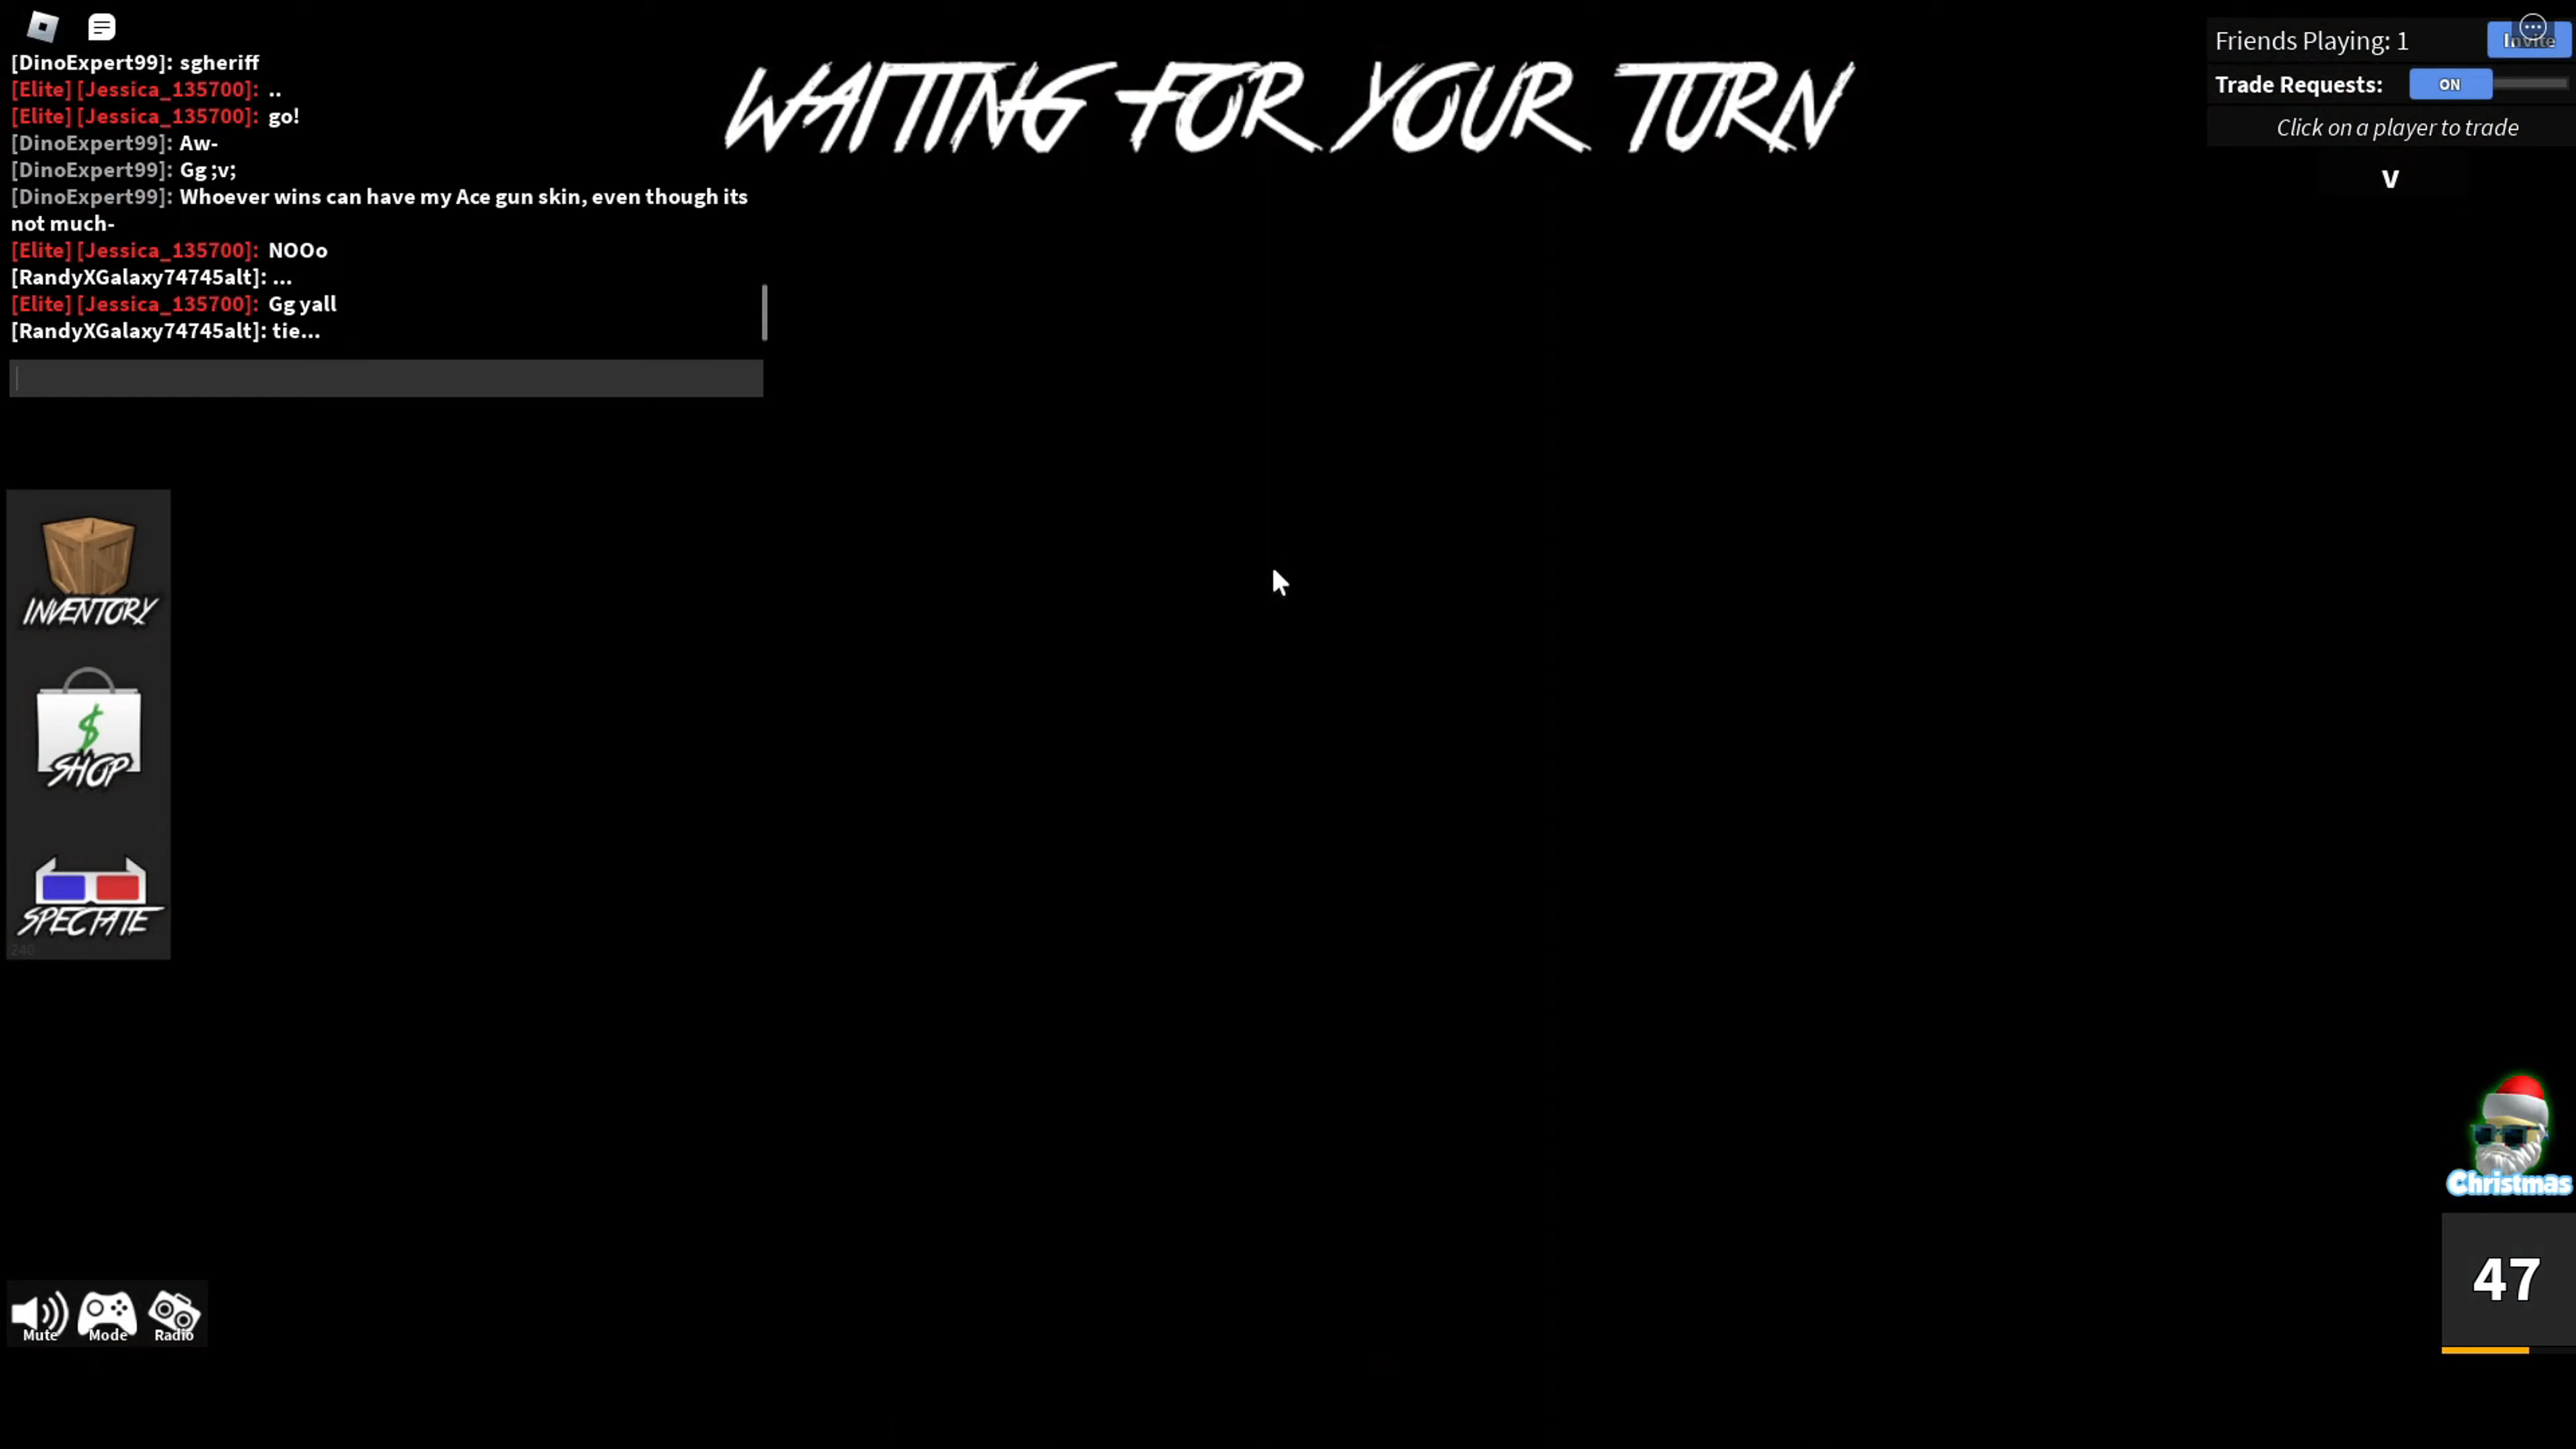 [DinoExpert99]: sgheriff
[Elite] [Jessica_135700]: ..
[Elite] [Jessica_135700]: go!
[DinoExpert99]: Aw-
[DinoExpert99]: Gg ;v;
[DinoExpert99]: Whoever wins can have my Ace gun skin, even though its
not much-
[Elite] [Jessica_135700]: NOOo
[RandyXGalaxy74745alt]: ...
[Elite] [Jessica_135700]: Gg yall
[RandyXGalaxy74745alt]: tie...
WAITING FOR YOUR TURN
Friends Playing: 1
Invite
Trade Requests:
ON
Click on a player to trade
v
INVENTORY
$
SHOP
SPECTATE
240
Mute
Mode
Radio
Christmas
47